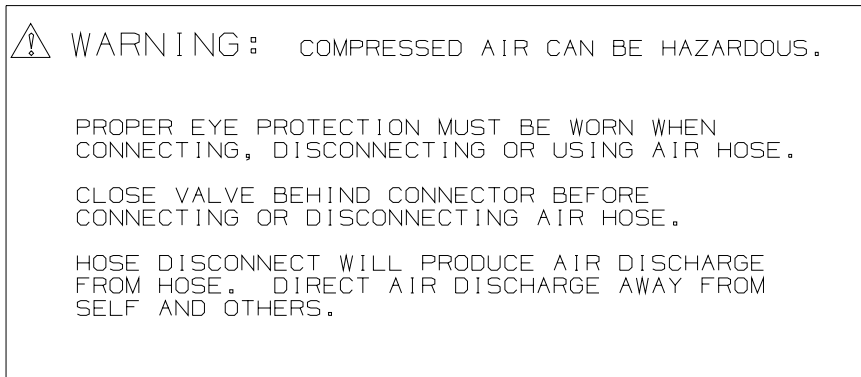 WARNING: COMPRESSED AIR CAN BE HAZARDOUS.
PROPER EYE PROTECTION MUST BE WORN WHEN
CONNECTING, DISCONNECTING OR USING AIR HOSE.
CLOSE VALVE BEHIND CONNECTOR BEFORE
CONNECTING OR DISCONNECTING AIR HOSE.
HOSE DISCONNECT WILL PRODUCE AIR DISCHARGE
FROM HOSE. DIRECT AIR DISCHARGE AWAY FROM
SELF AND OTHERS.